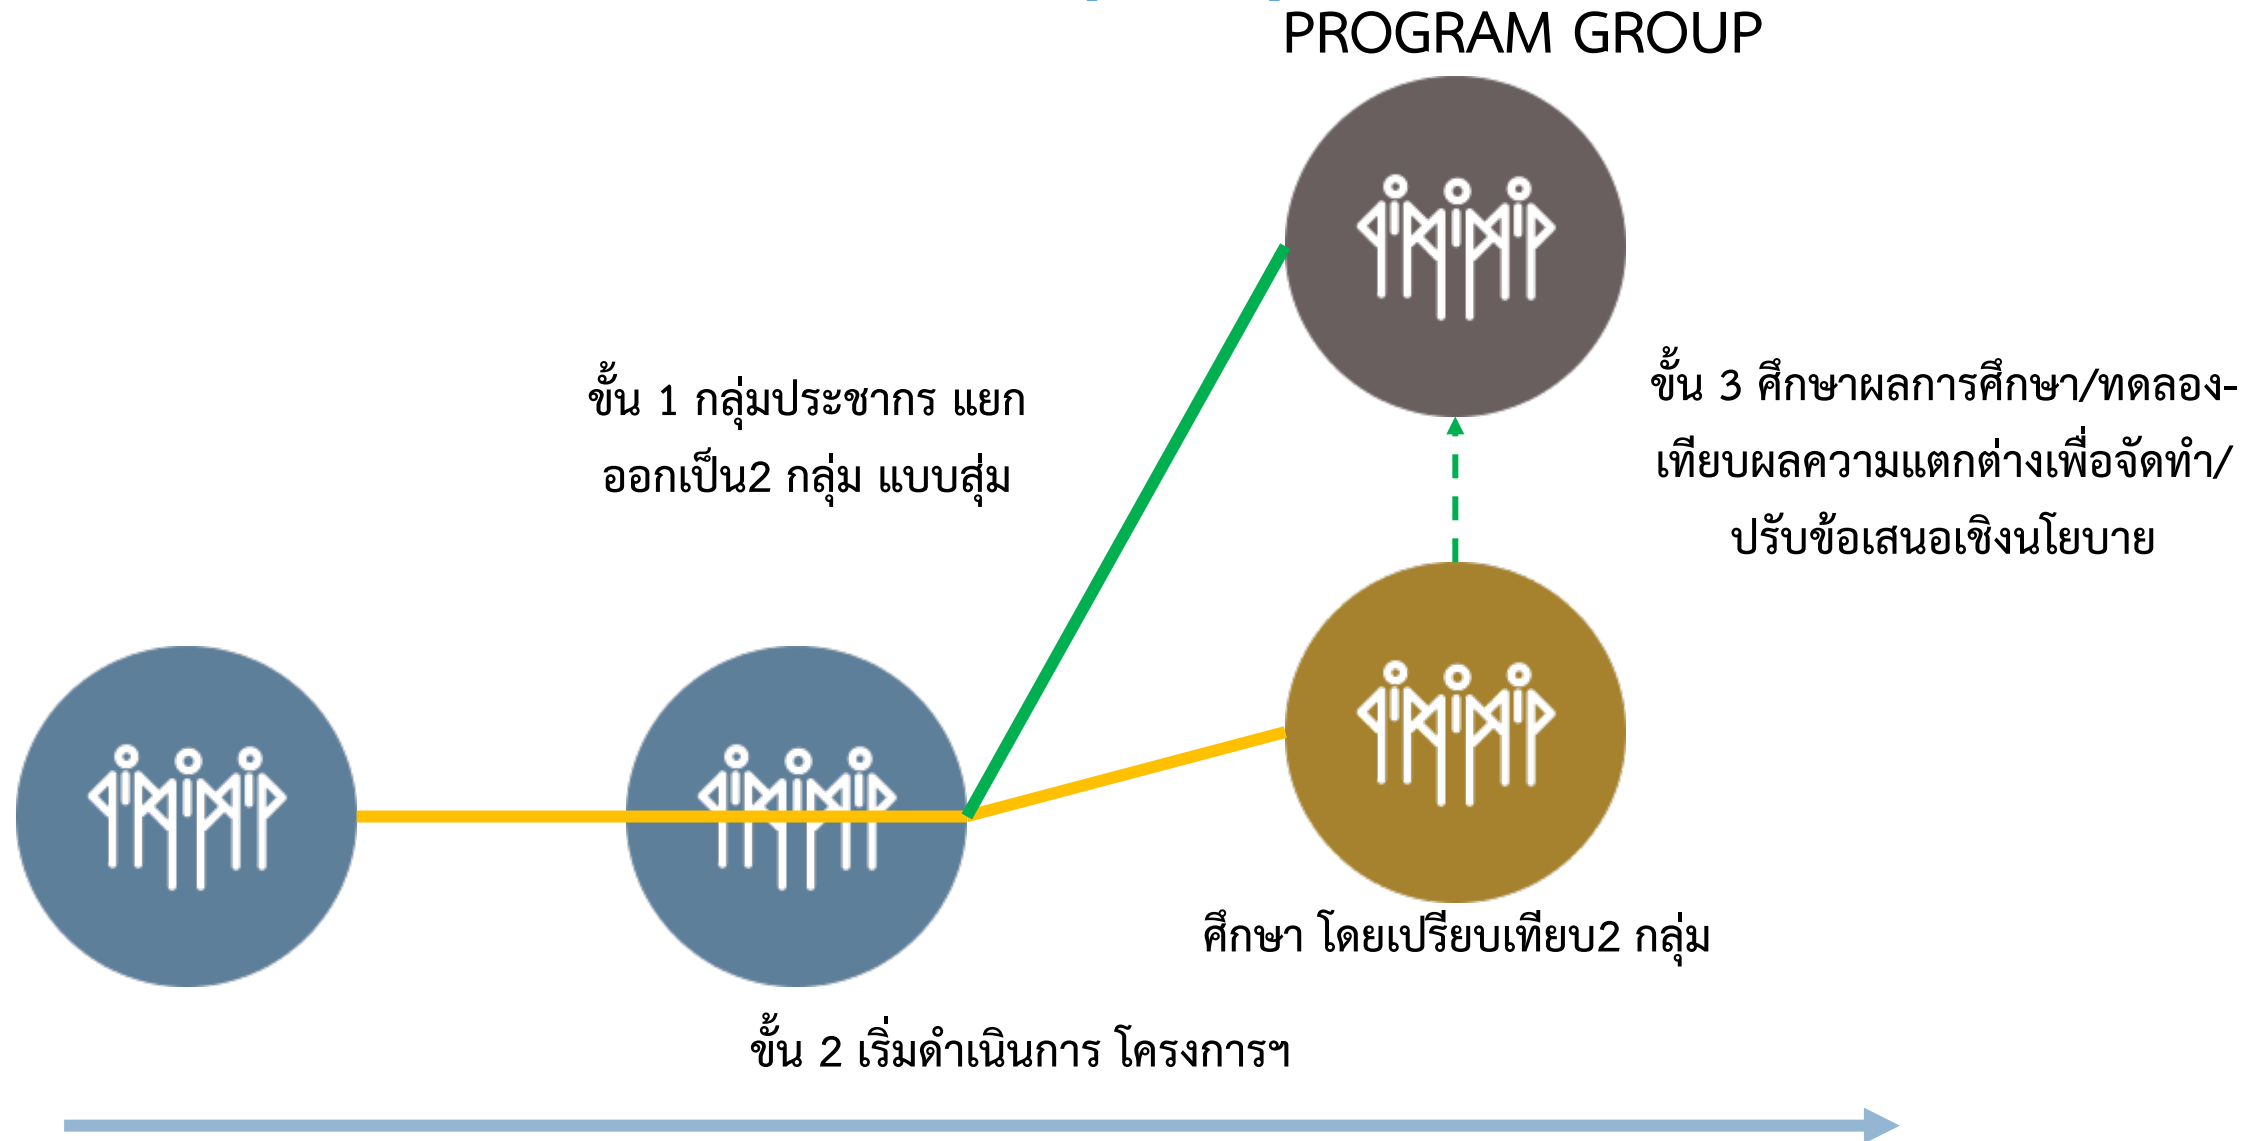 PROGRAM GROUP
ขั้น 1 กลุ่มประชากร แยก
ออกเป็น2 กลุ่ม แบบสุ่ม
ขั้น 3 ศึกษาผลการศึกษา/ทดลอง-
เทียบผลความแตกต่างเพื่อจัดทำ/
ปรับข้อเสนอเชิงนโยบาย
ศึกษา โดยเปรียบเทียบ2 กลุ่ม
ขั้น 2 เริ่มดำเนินการ โครงการฯ